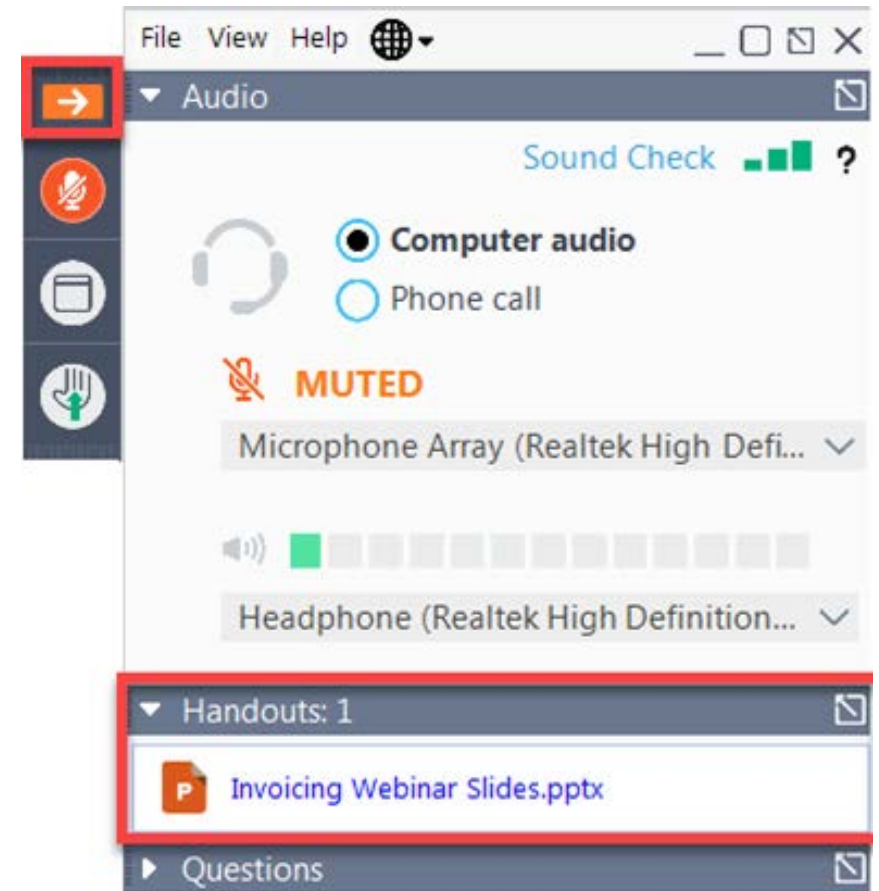 File View Help
Audio
Sound Check ?
Computer audio
Phone call
MUTED
Microphone Array (Realtek High Defi...
Headphone (Realtek High Definition...
Handouts: 1
P Invoicing Webinar Slides.pptx
Questions